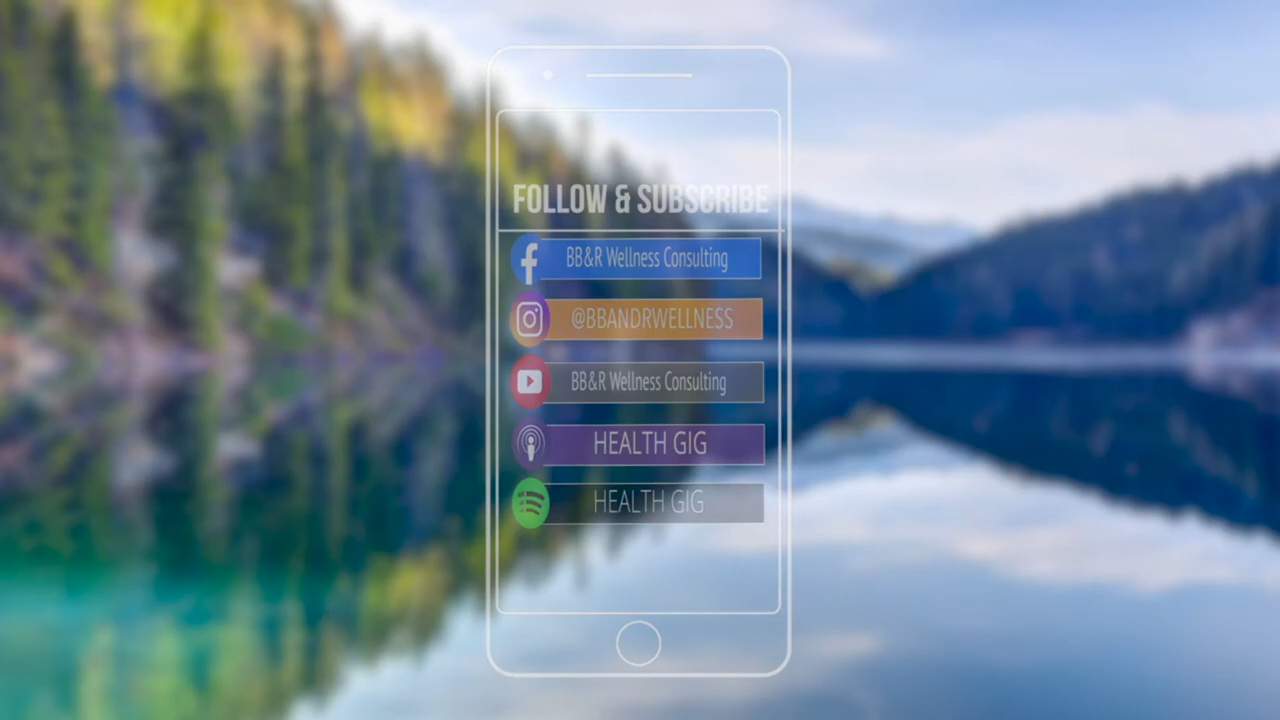 FOLLOW & SUBSCRIBE
BB&R Wellness Consulting
@BBANDRWELLNESS
BB&R Wellness Consulting
HEALTH GIG
HEALTH GIG